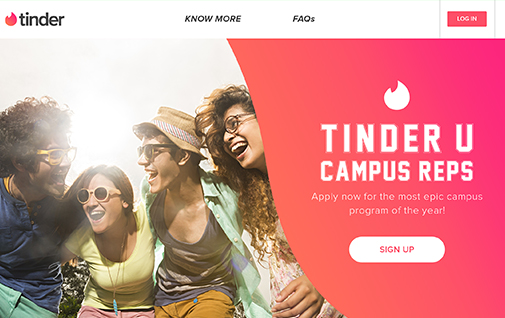 tinder
KNOW MORE
FAQs
LOG IN
TINDER U
CAMPUS REPS
Apply now for the most epic campus
program of the year!
SIGN UP